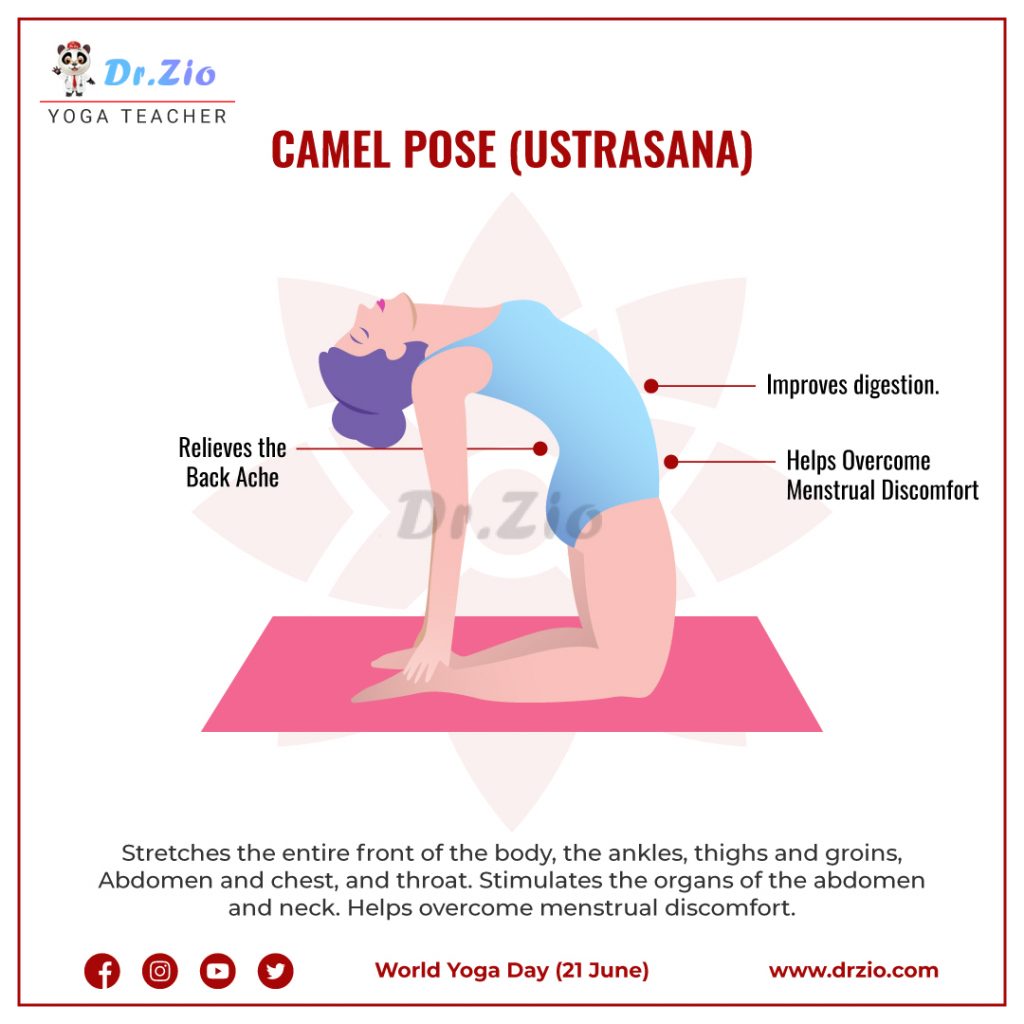 Dr.Zio
YOGA TEACHER
CAMEL POSE (USTRASANA)
Improves digestion.
Relieves the
Back Ache
Helps Overcome
Menstrual Discomfort
Dr.Zio
Stretches the entire front of the body, the ankles, thighs and groins,
Abdomen and chest, and throat. Stimulates the organs of the abdomen
and neck. Helps overcome menstrual discomfort.
World Yoga Day (21 June)
www.drzio.com